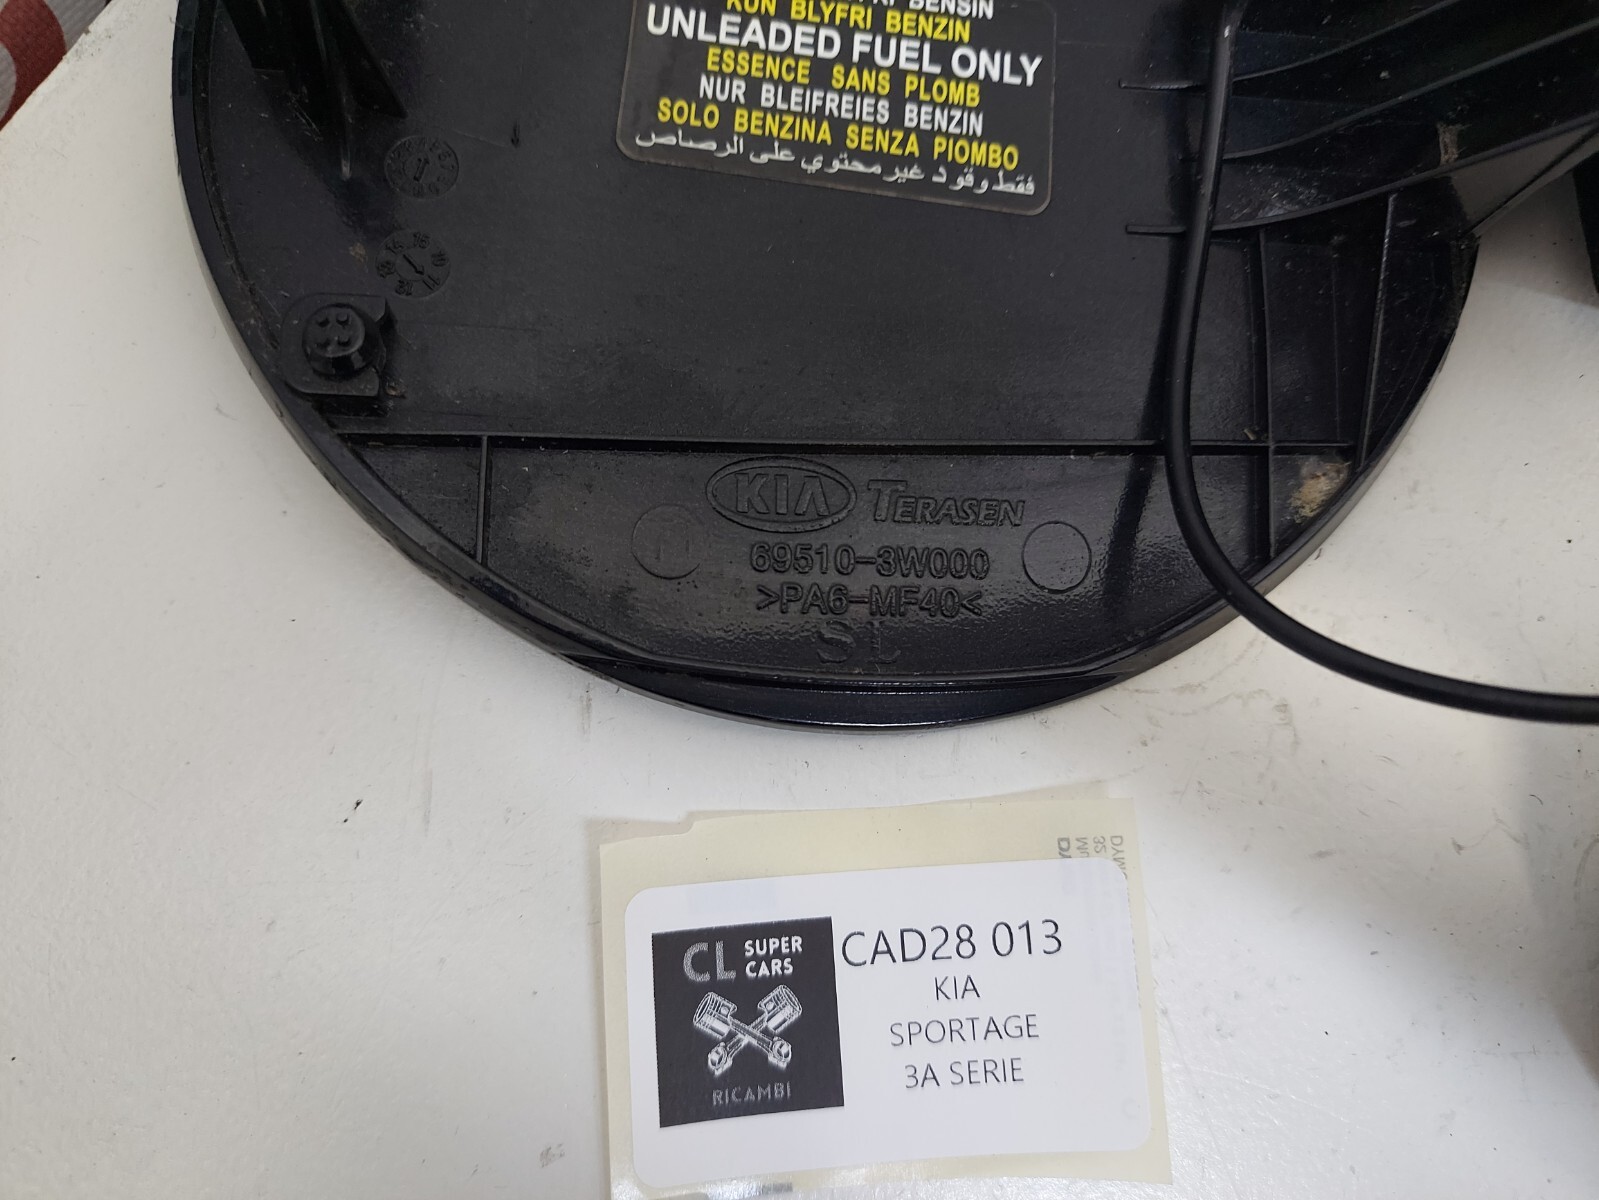 BENSIN
KUN BLYFRI BENZIN
UNLEADED FUEL ONLY
ESSENCE SANS PLOMB
NUR BLEIFREIES BENZIN
SOLO BENZINA SENZA PIOMBO
فقط وقود غير محتوي على الرصاص
KIA TERASEN
69510-3W000
>PA6-MF40<
CL SUPER CARS
RICAMBI
CAD28 013
KIA
SPORTAGE
3A SERIE